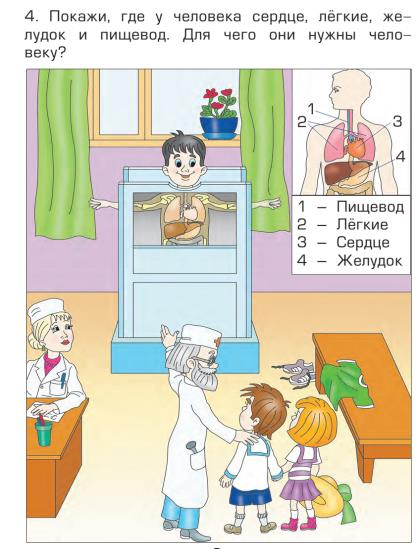 4. Покажи, где у человека сердце, лёгкие, же–
лудок и пищевод. Для чего они нужны чело–
веку?
1
2
3
4
1 – Пищевод
2 – Лёгкие
3 – Сердце
4 – Желудок